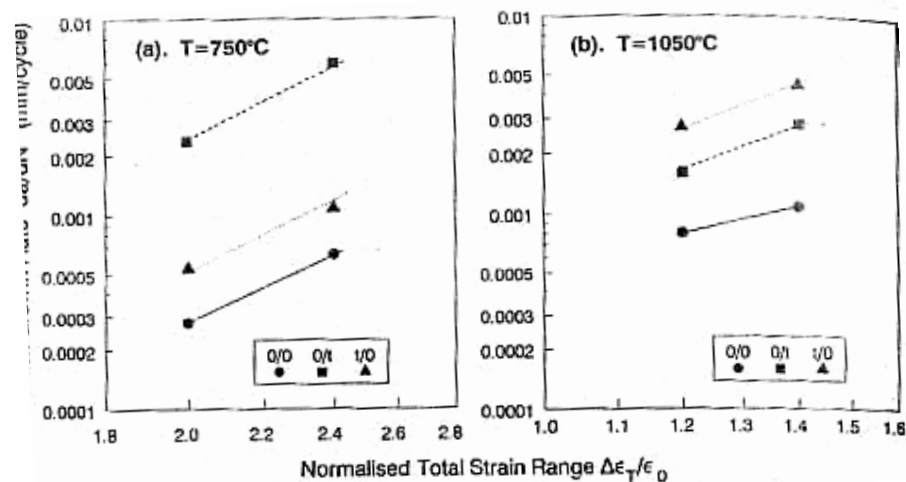 (a). T=750°C
0.01
0.005
0.003
0.002
0.001
0.0005
0.0003
0.0002
0.0001
0/0 0/t t/0
1.8 2.0 2.2 2.4 2.6 2.8
(b). T=1050°C
0.01
0.005
0.003
0.002
0.001
0.0005
0.0003
0.0002
0.0001
0/0 0/t t/0
1.0 1.1 1.2 1.3 1.4 1.5 1.6
da/dN (mm/cycle)
Normalised Total Strain Range Δε_T/ε_0